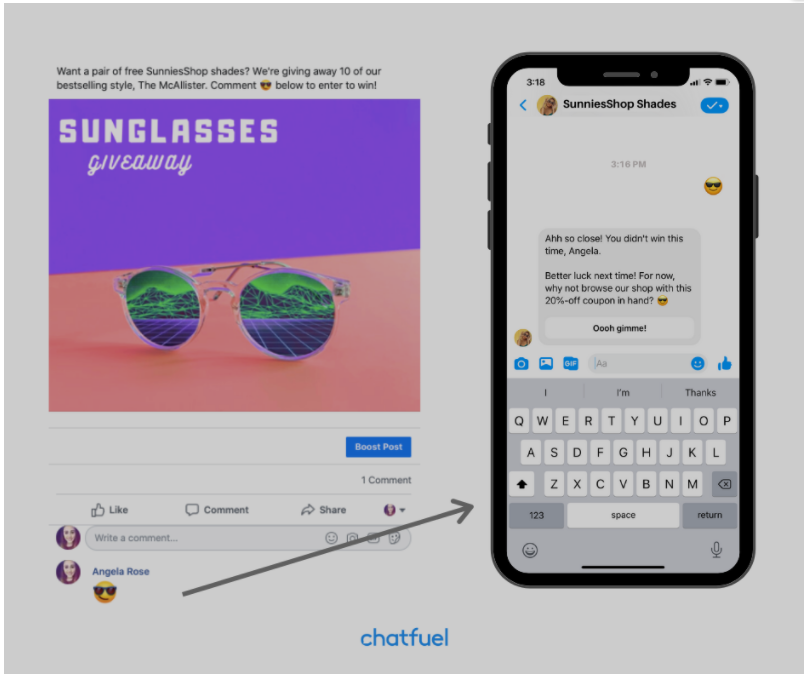 Want a pair of free SunniesShop shades? We're giving away 10 of our
bestselling style, The McAllister. Comment 😎 below to enter to win!
SUNGLASSES
giveaway
Boost Post
1 Comment
Like
Comment
Share
Write a comment...
Angela Rose
😎
3:18
SunniesShop Shades
3:16 PM
😎
Ahh so close! You didn't win this
time, Angela.
Better luck next time! For now,
why not browse our shop with this
20%-off coupon in hand? 😎
Oooh gimme!
GIF
Aa
I I'm Thanks
Q W E R T Y U I O P
A S D F G H J K L
Z X C V B N M
123 space return
chatfuel